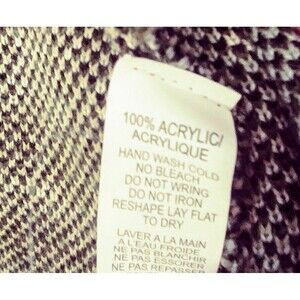 100% ACRYLIC/
ACRYLIQUE
HAND WASH COLD
NO BLEACH
DO NOT WRING
DO NOT IRON
RESHAPE LAY FLAT
TO DRY
LAVER A LA MAIN
A L'EAU FROIDE
NE PAS BLANCHIR
NE PAS ESSORER
NE PAS REPASSER